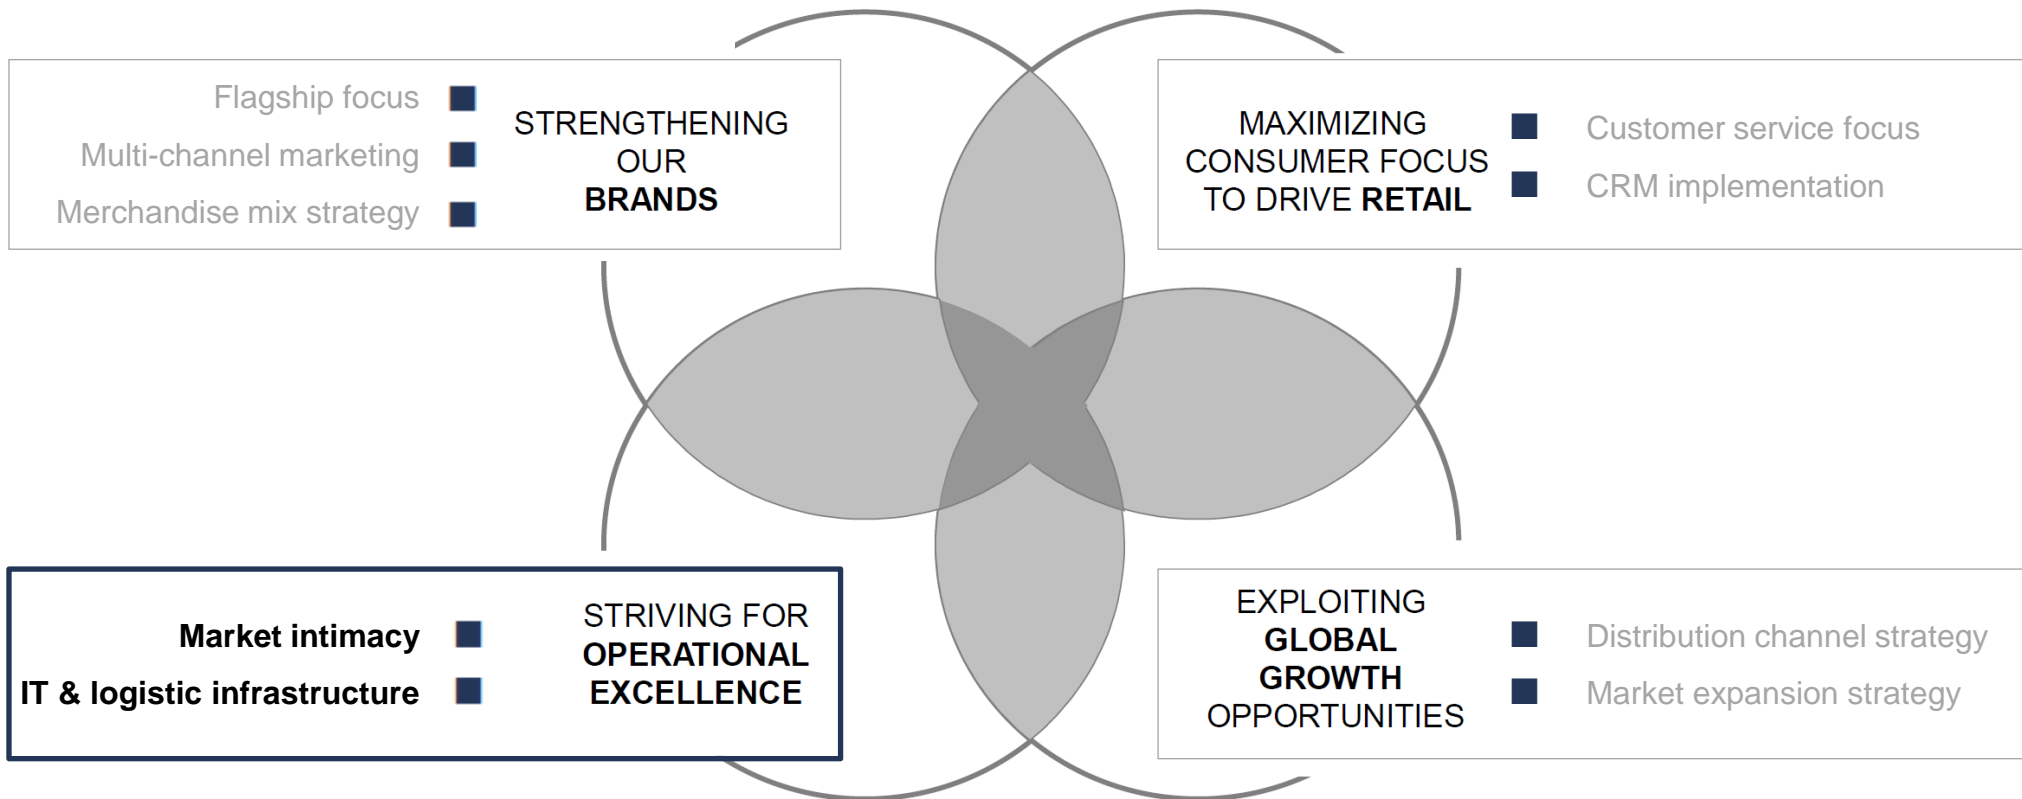 Flagship focus
Multi-channel marketing
Merchandise mix strategy
STRENGTHENING
OUR
BRANDS
MAXIMIZING
CONSUMER FOCUS
TO DRIVE RETAIL
Customer service focus
CRM implementation
Market intimacy
IT & logistic infrastructure
STRIVING FOR
OPERATIONAL
EXCELLENCE
EXPLOITING
GLOBAL
GROWTH
OPPORTUNITIES
Distribution channel strategy
Market expansion strategy